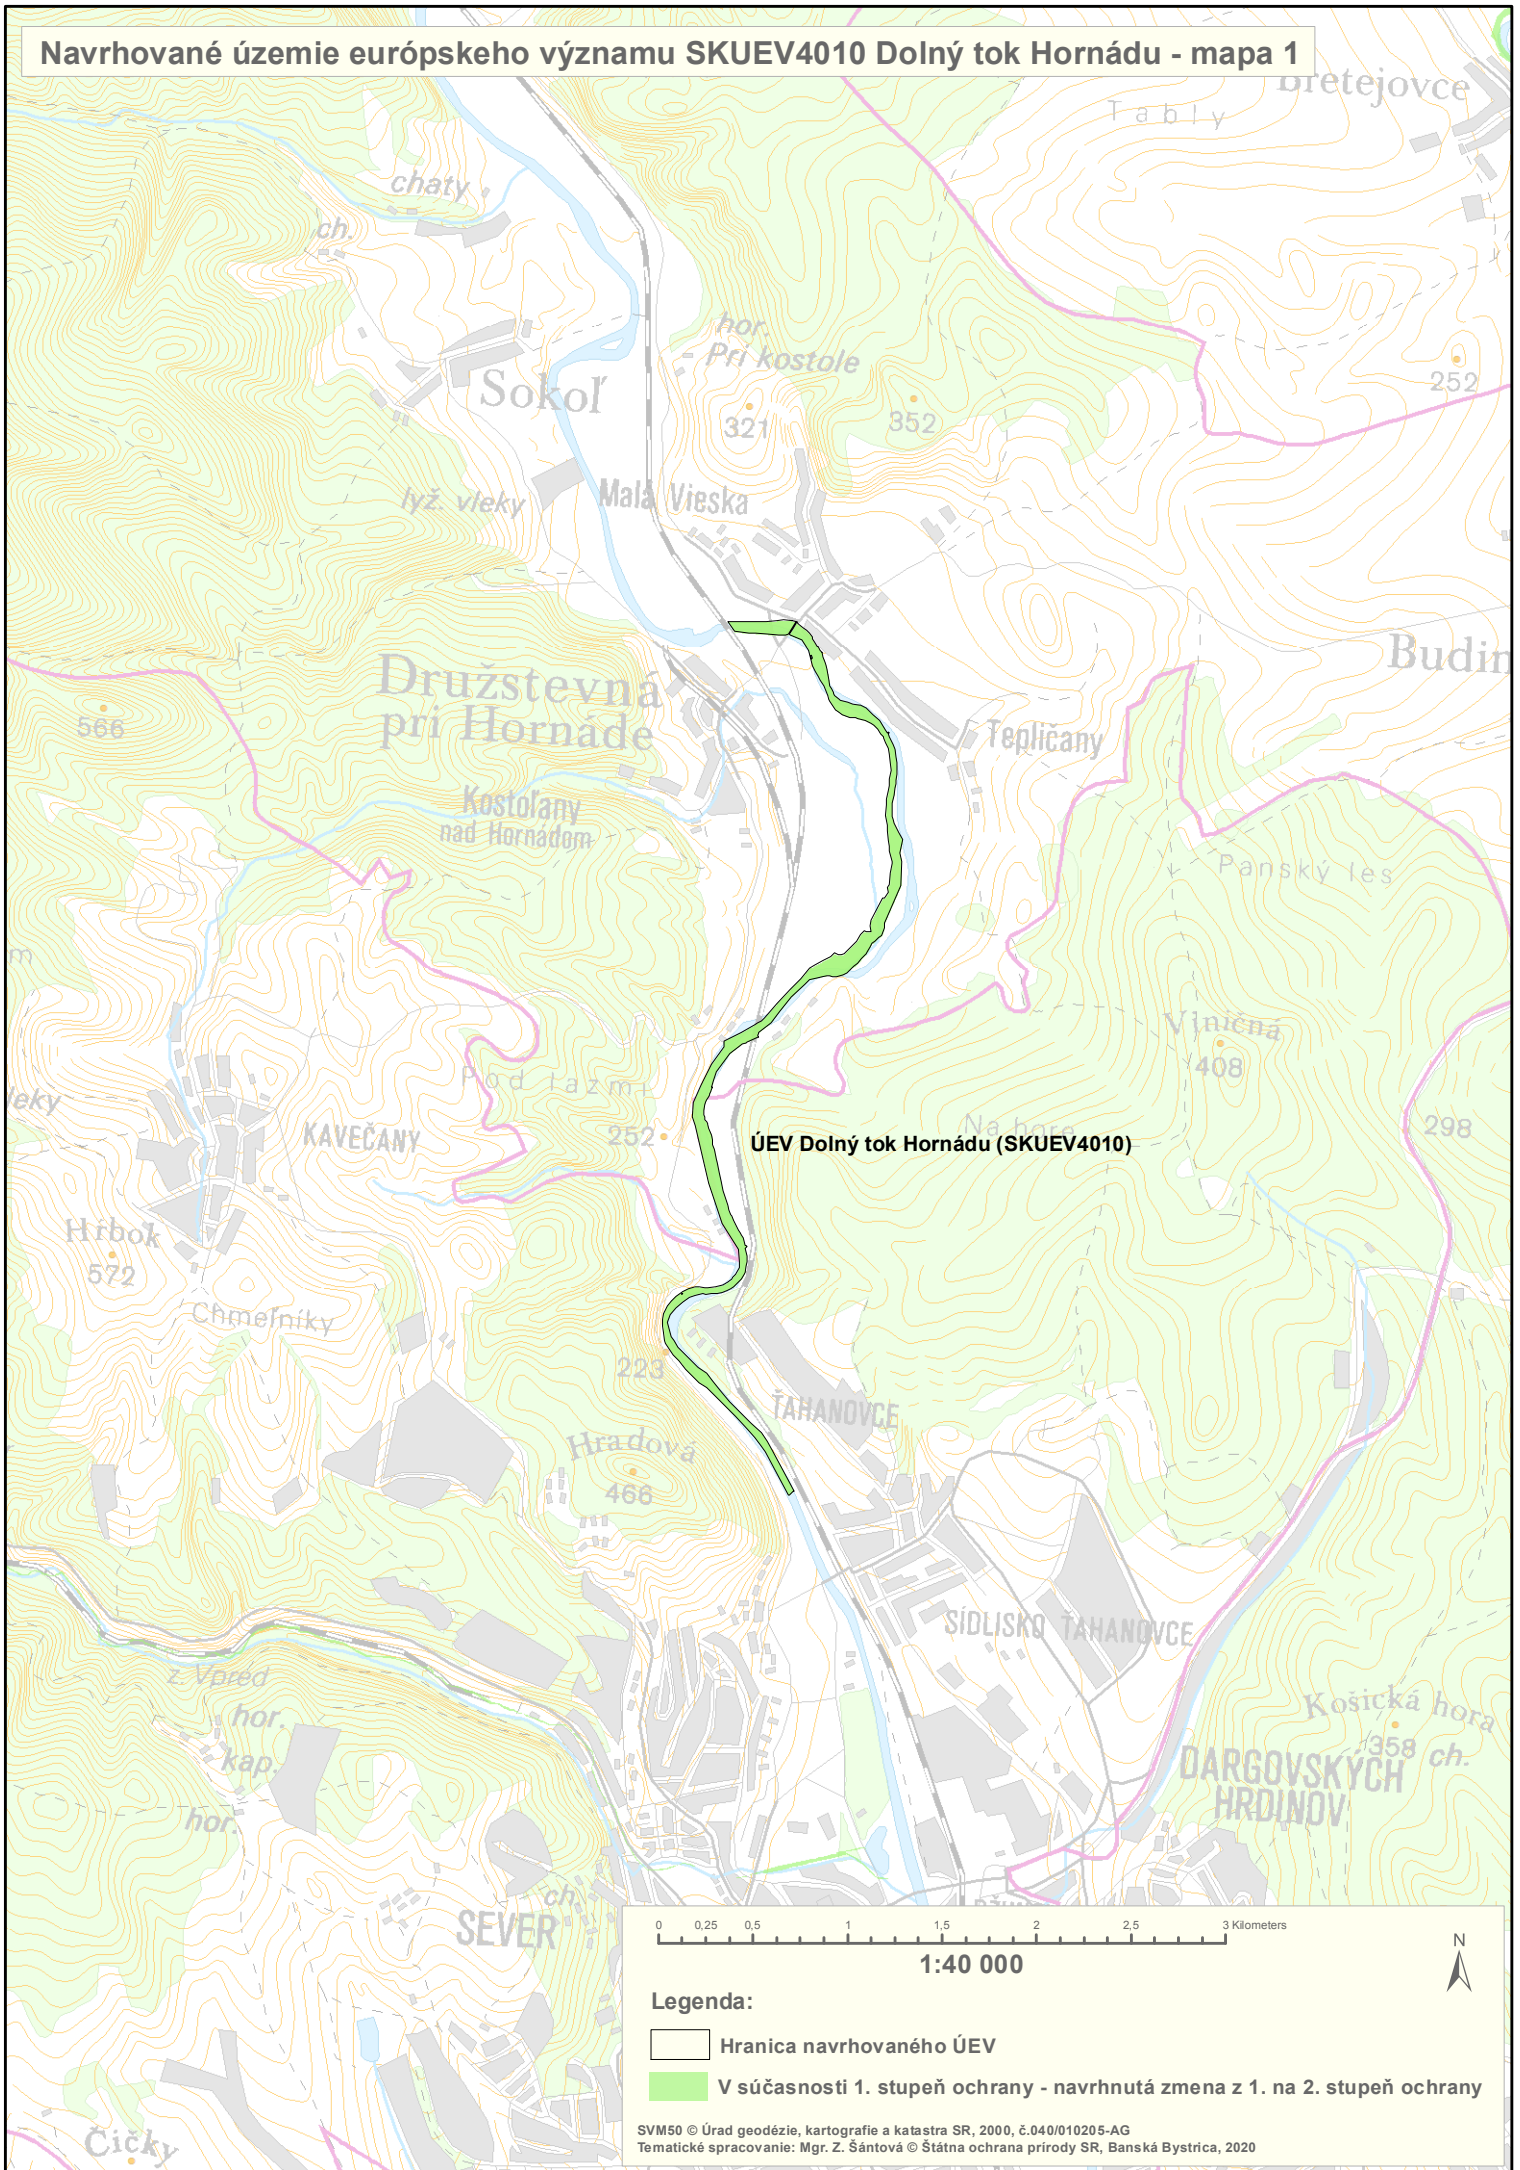 Navrhované územie európskeho významu SKUEV4010 Dolný tok Hornádu - mapa 1
Bretejovce
Tably
chaty
ch.
hor.
Pri kostole
252
Sokoľ
321
352
lyž. vleky
Malá Vieska
Budin
Družstevná
pri Hornáde
566
Tepličany
Kostoľany
nad Hornádom
Panský les
m
Viničná
408
Pod lazmi
leky
KAVEČANY
252
Na hore
298
ÚEV Dolný tok Hornádu (SKUEV4010)
Hŕbok
572
Chmeľníky
223
ŤAHANOVCE
Hradová
466
SÍDLISKO ŤAHANOVCE
z. Vpred
hor.
kap.
hor.
Košická hora
358
ch.
DARGOVSKÝCH
HRDINOV
ch.
SEVER
0 0,25 0,5 1 1,5 2 2,5 3 Kilometers
1:40 000
N
Legenda:
Hranica navrhovaného ÚEV
V súčasnosti 1. stupeň ochrany - navrhnutá zmena z 1. na 2. stupeň ochrany
SVM50 © Úrad geodézie, kartografie a katastra SR, 2000, č.040/010205-AG
Tematické spracovanie: Mgr. Z. Šántová © Štátna ochrana prírody SR, Banská Bystrica, 2020
Čičky